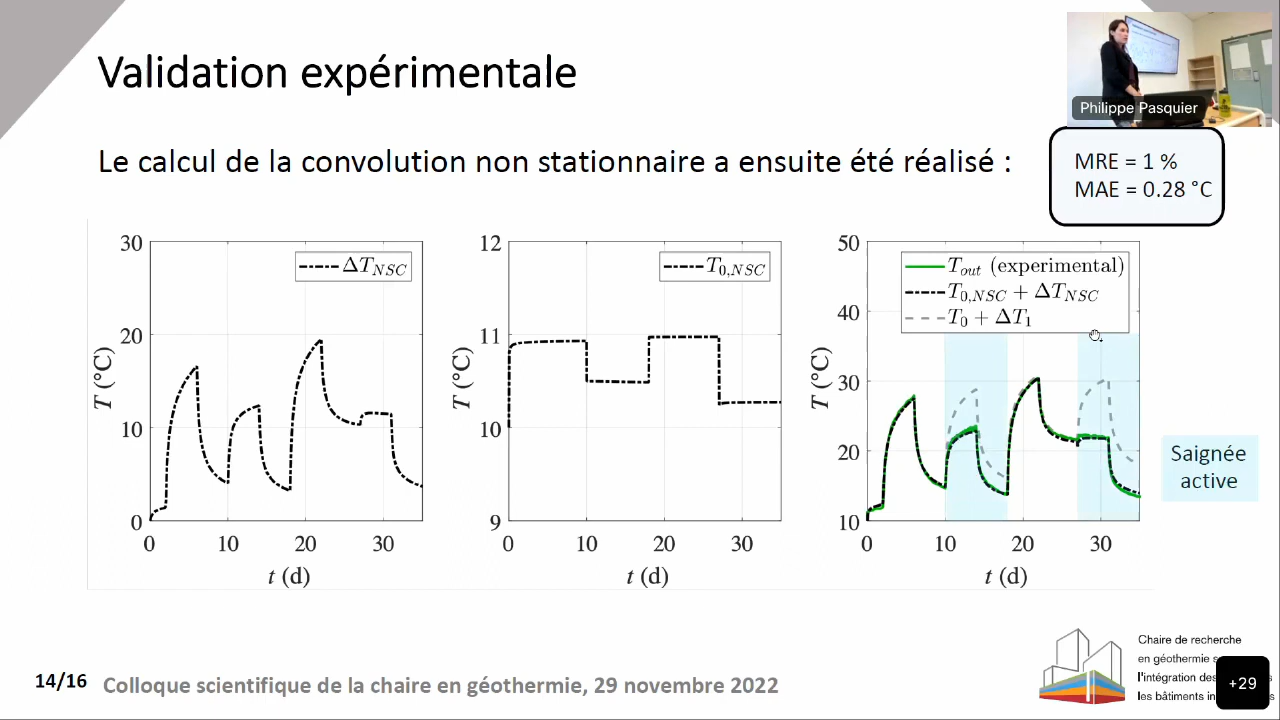 Validation expérimentale
Philippe Pasquier
Le calcul de la convolution non stationnaire a ensuite été réalisé :
MRE = 1 %
MAE = 0.28 °C
30
20
10
0
T (°C)
ΔT_NSC
0 10 20 30
t (d)
12
11
10
9
T (°C)
T_0,NSC
0 10 20 30
t (d)
50
40
30
20
10
T (°C)
T_out (experimental)
T_0,NSC + ΔT_NSC
T_0 + ΔT_1
0 10 20 30
t (d)
Saignée
active
14/16 Colloque scientifique de la chaire en géothermie, 29 novembre 2022
Chaire de recherche
en géothermie
l'intégration des
les bâtiments
+29